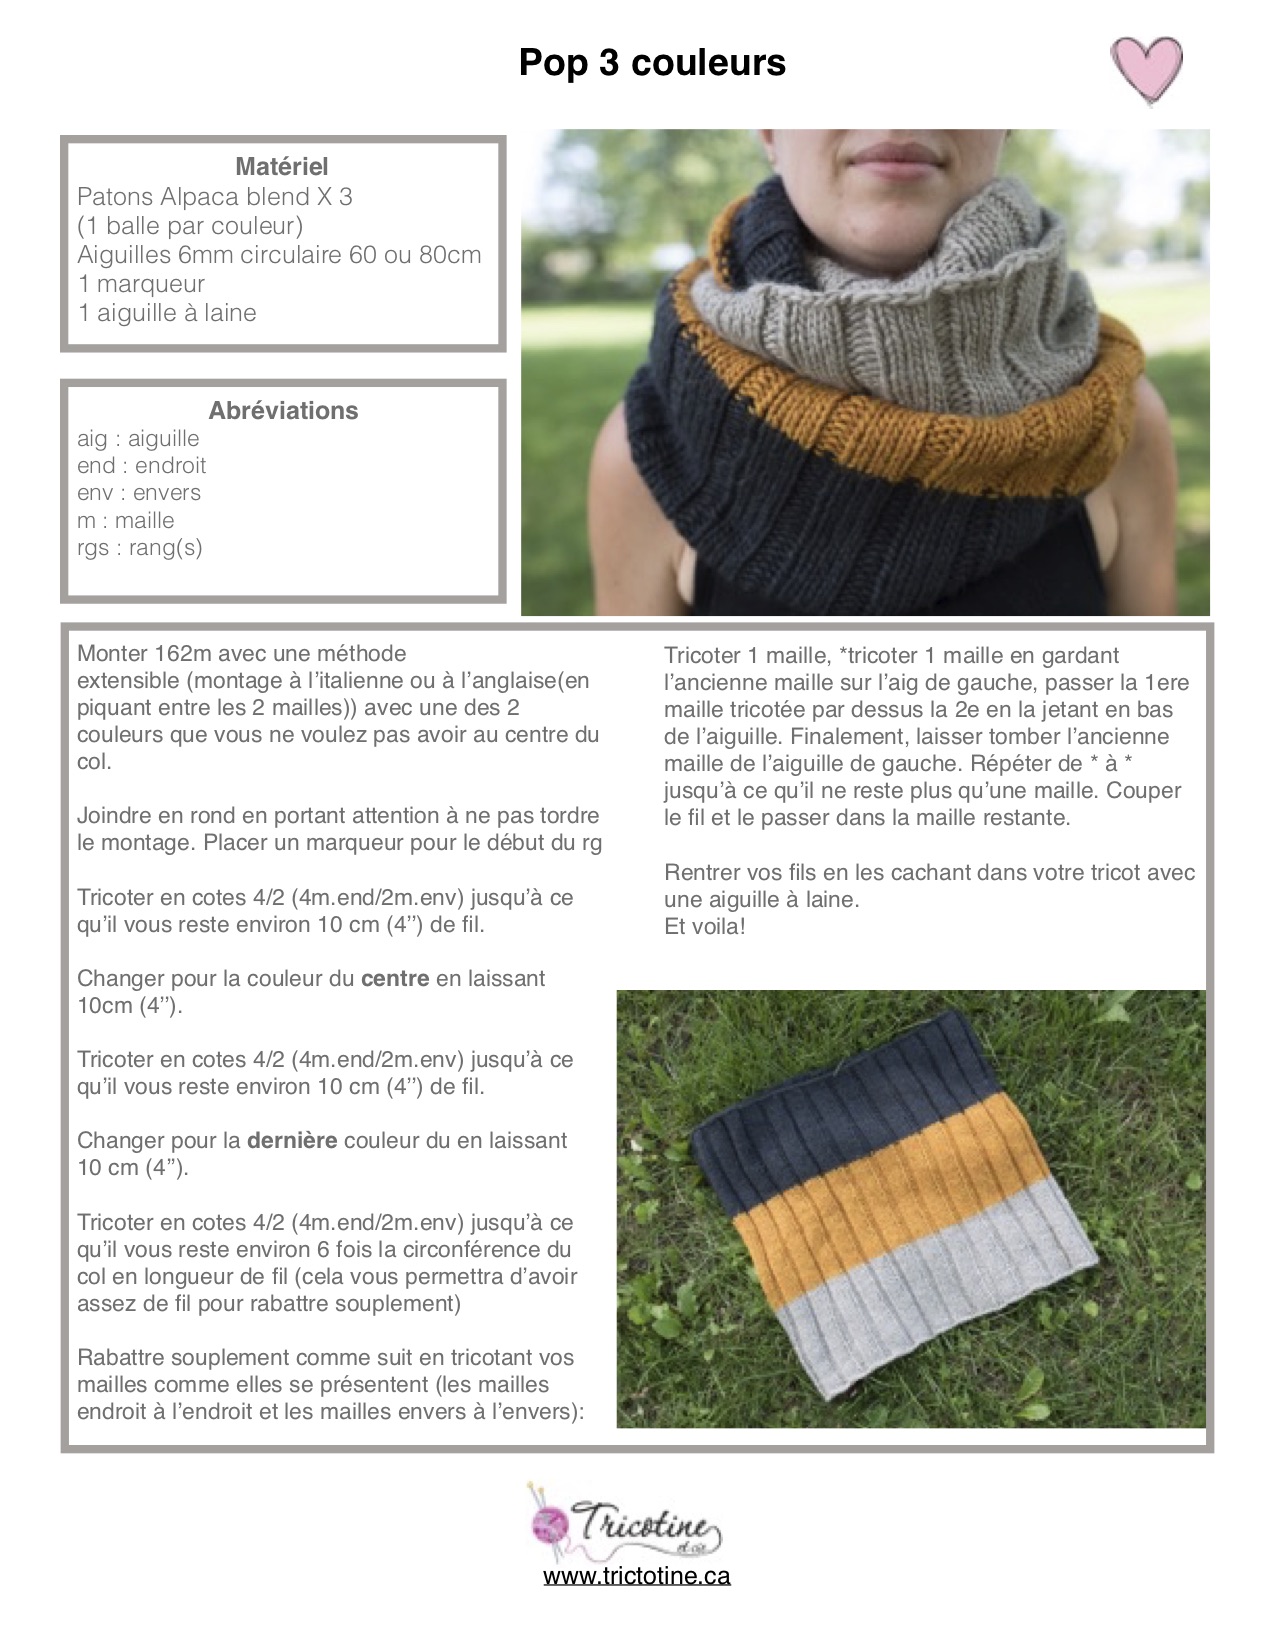 Pop 3 couleurs
Matériel
Patons Alpaca blend X 3
(1 balle par couleur)
Aiguilles 6mm circulaire 60 ou 80cm
1 marqueur
1 aiguille à laine
Abréviations
aig : aiguille
end : endroit
env : envers
m : maille
rgs : rang(s)
Monter 162m avec une méthode
extensible (montage à l’italienne ou à l’anglaise(en
piquant entre les 2 mailles)) avec une des 2
couleurs que vous ne voulez pas avoir au centre du
col.
Joindre en rond en portant attention à ne pas tordre
le montage. Placer un marqueur pour le début du rg
Tricoter en cotes 4/2 (4m.end/2m.env) jusqu’à ce
qu’il vous reste environ 10 cm (4’’) de fil.
Changer pour la couleur du centre en laissant
10cm (4’’).
Tricoter en cotes 4/2 (4m.end/2m.env) jusqu’à ce
qu’il vous reste environ 10 cm (4’’) de fil.
Changer pour la dernière couleur du en laissant
10 cm (4”).
Tricoter en cotes 4/2 (4m.end/2m.env) jusqu’à ce
qu’il vous reste environ 6 fois la circonférence du
col en longueur de fil (cela vous permettra d’avoir
assez de fil pour rabattre souplement)
Rabattre souplement comme suit en tricotant vos
mailles comme elles se présentent (les mailles
endroit à l’endroit et les mailles envers à l’envers):
Tricoter 1 maille, *tricoter 1 maille en gardant
l’ancienne maille sur l’aig de gauche, passer la 1ere
maille tricotée par dessus la 2e en la jetant en bas
de l’aiguille. Finalement, laisser tomber l’ancienne
maille de l’aiguille de gauche. Répéter de * à *
jusqu’à ce qu’il ne reste plus qu’une maille. Couper
le fil et le passer dans la maille restante.
Rentrer vos fils en les cachant dans votre tricot avec
une aiguille à laine.
Et voila!
Tricotine
et cie
www.trictotine.ca